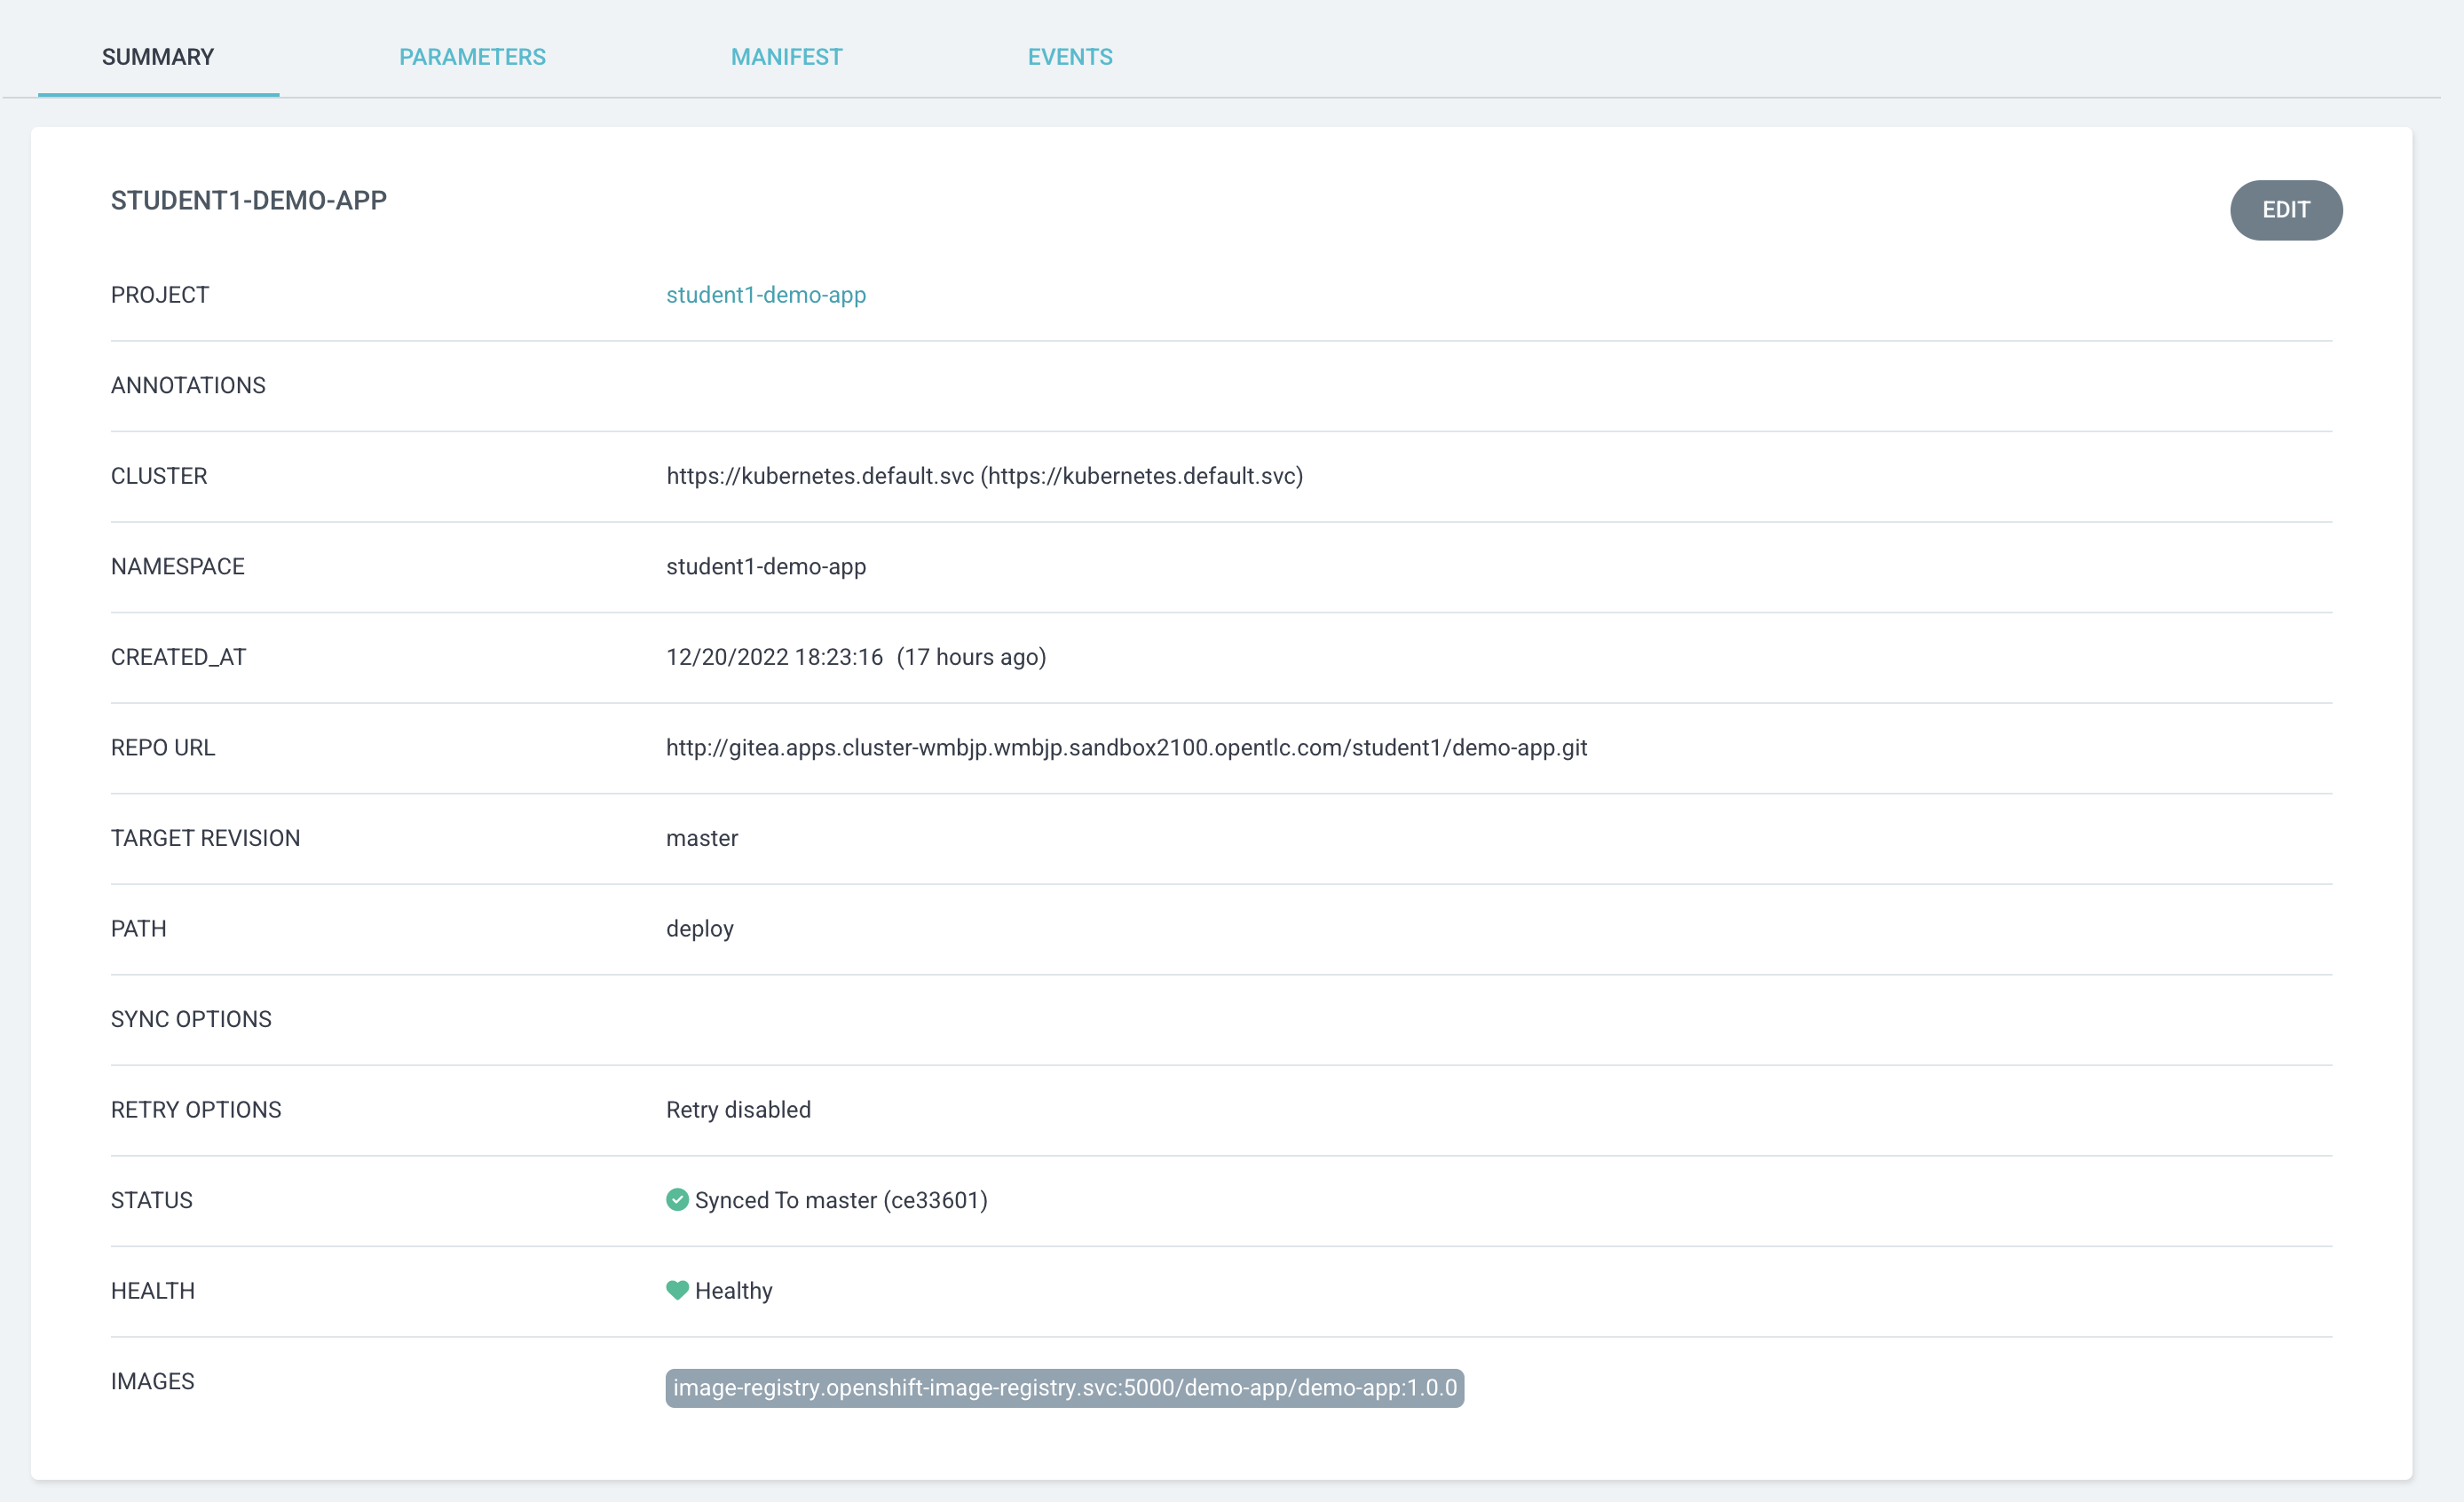 SUMMARY PARAMETERS MANIFEST EVENTS
STUDENT1-DEMO-APP EDIT
PROJECT student1-demo-app
ANNOTATIONS
CLUSTER https://kubernetes.default.svc (https://kubernetes.default.svc)
NAMESPACE student1-demo-app
CREATED_AT 12/20/2022 18:23:16 (17 hours ago)
REPO URL http://gitea.apps.cluster-wmbjp.wmbjp.sandbox2100.opentlc.com/student1/demo-app.git
TARGET REVISION master
PATH deploy
SYNC OPTIONS
RETRY OPTIONS Retry disabled
STATUS Synced To master (ce33601)
HEALTH Healthy
IMAGES image-registry.openshift-image-registry.svc:5000/demo-app/demo-app:1.0.0